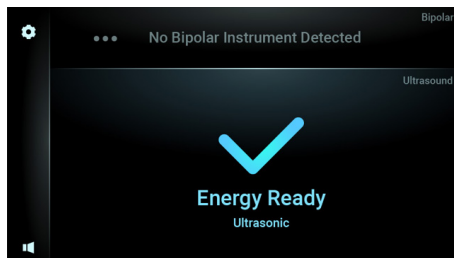 Bipolar
No Bipolar Instrument Detected
Ultrasound
Energy Ready
Ultrasonic